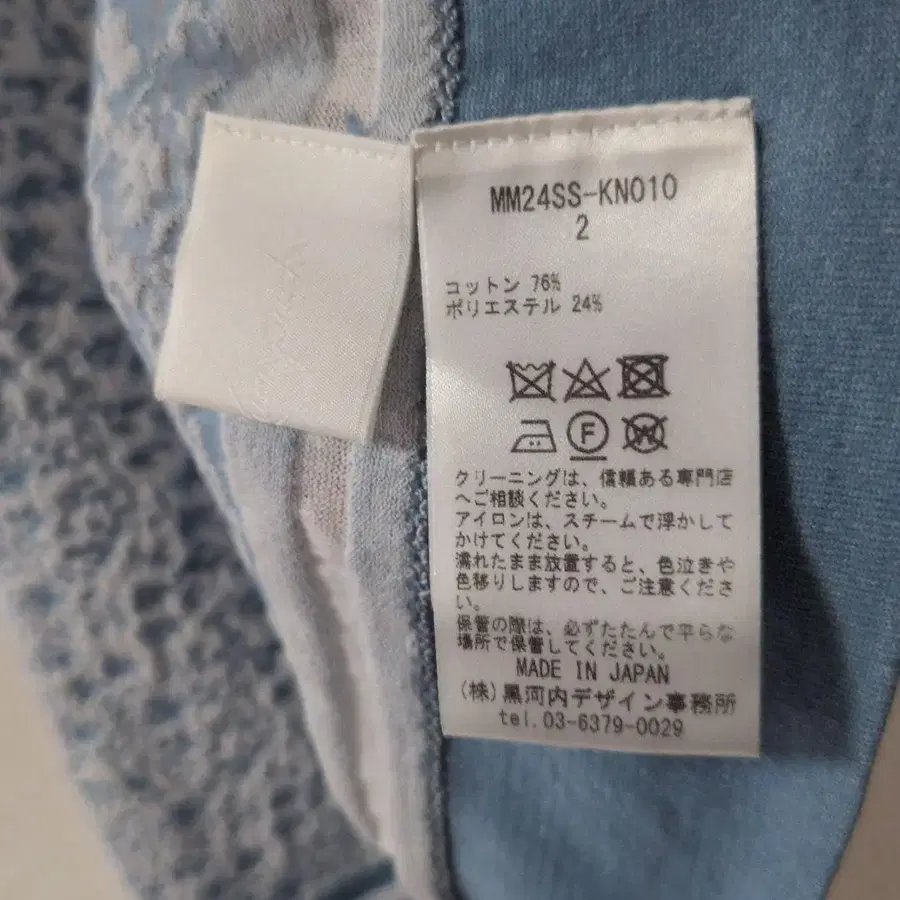 MM24SS-KN010
2
コットン 76%
ポリエステル 24%
F
W
クリーニングは、信頼ある専門店
へご相談ください。
アイロンは、スチームで浮かして
かけてください。
濡れたまま放置すると、色泣きや
色移りしますので、ご注意くださ
い。
保管の際は、必ずたたんで平らな
場所で保管してください。
MADE IN JAPAN
(株)黒河内デザイン事務所
tel.03-6379-0029